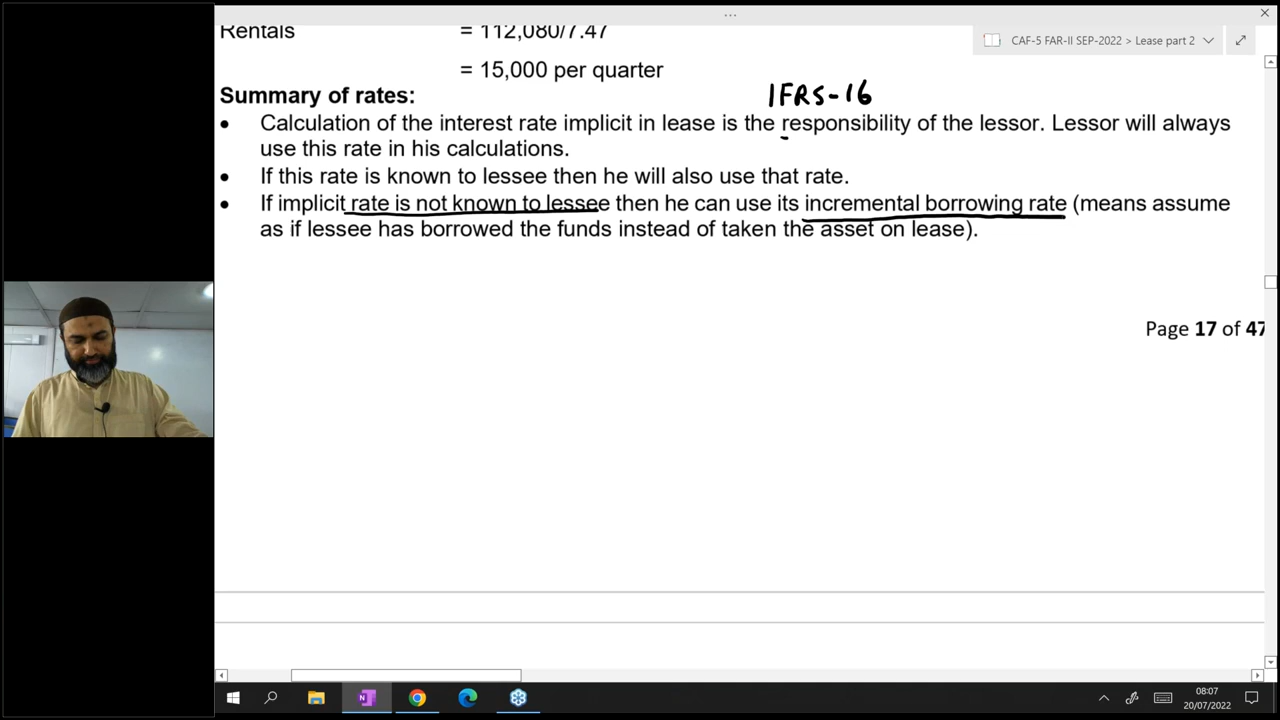 ...
CAF-5 FAR-II SEP-2022 > Lease part 2
Rentals = 112,080/7.47
= 15,000 per quarter
Summary of rates:
IFRS-16
• Calculation of the interest rate implicit in lease is the responsibility of the lessor. Lessor will always
use this rate in his calculations.
• If this rate is known to lessee then he will also use that rate.
• If implicit rate is not known to lessee then he can use its incremental borrowing rate (means assume
as if lessee has borrowed the funds instead of taken the asset on lease).
Page 17 of 47
08:07
20/07/2022